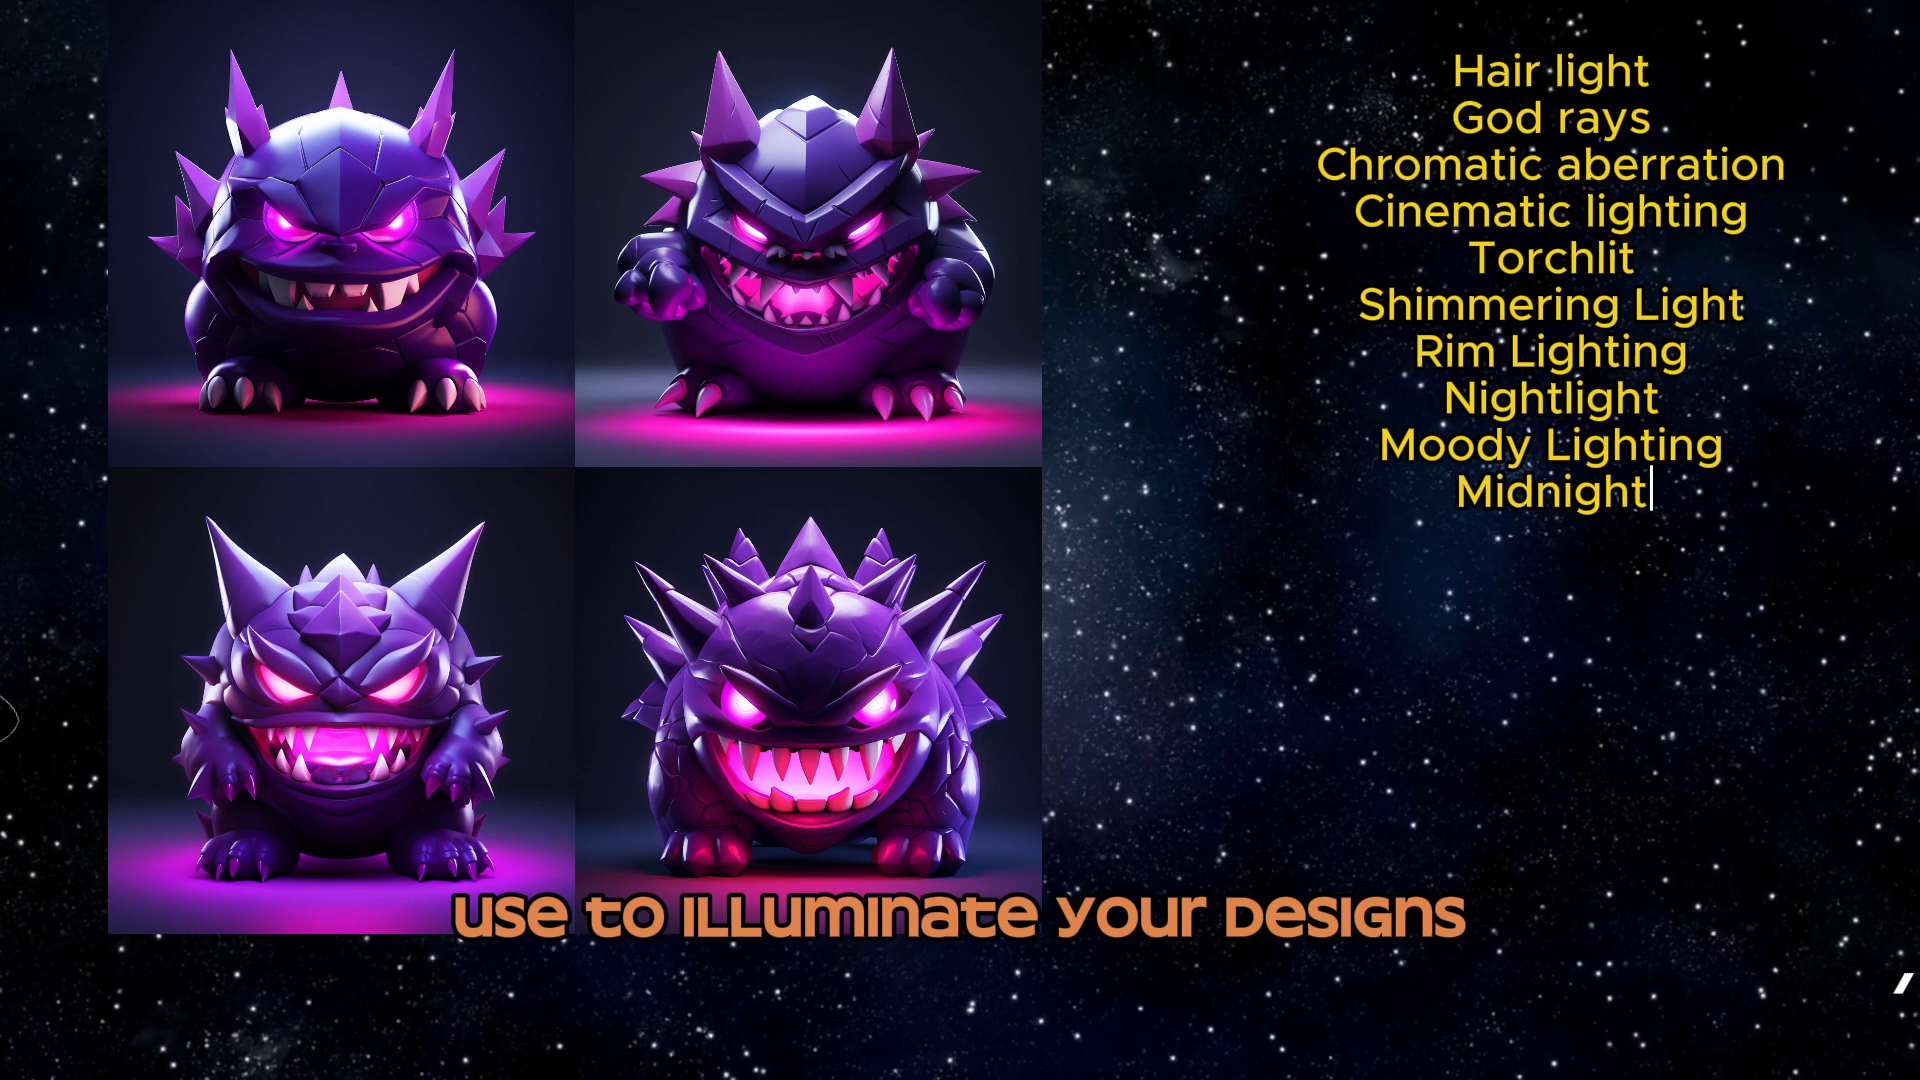 Hair light
God rays
Chromatic aberration
Cinematic lighting
Torchlit
Shimmering Light
Rim Lighting
Nightlight
Moody Lighting
Midnight
use to illuminate your designs